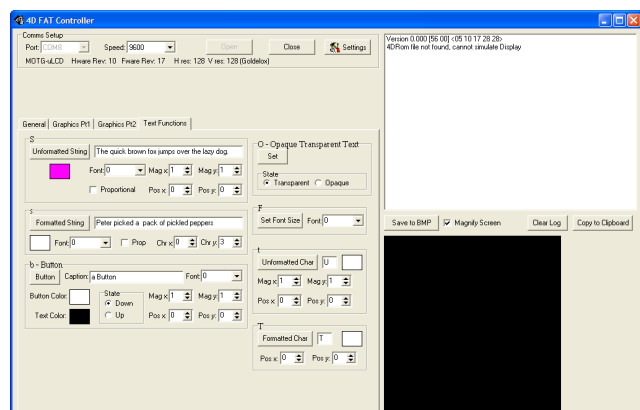 4D FAT Controller
Comms Setup
Port: COM8 Speed: 9600 Open Close Settings
MOTG-uLCD Hware Rev: 10 Fware Rev: 17 H res: 128 V res: 128 (Goldelox)
Version 0.000 [56 00] <05 10 17 28 28>
4DRom file not found, cannot simulate Display
General Graphics Pt1 Graphics Pt2 Text Functions
S
Unformatted String The quick brown fox jumps over the lazy dog.
Font: 0 Mag x: 1 Mag y: 1
Proportional Pos x: 0 Pos y: 0
O - Opaque Transparent Text
Set
State
Transparent Opaque
s
Formatted String Peter picked a pack of pickled peppers
Font: 0 Prop Chr x: 0 Chr y: 3
F
Set Font Size Font: 0
Save to BMP Magnify Screen Clear Log Copy to Clipboard
b - Button
Button Caption: a Button Font: 0
Button Color: State Mag x: 1 Mag y: 1
Down
Text Color: Up Pos x: 0 Pos y: 0
t
Unformatted Char U
Mag x: 1 Mag y: 1
Pos x: 0 Pos y: 0
T
Formatted Char T
Pos x: 0 Pos y: 0